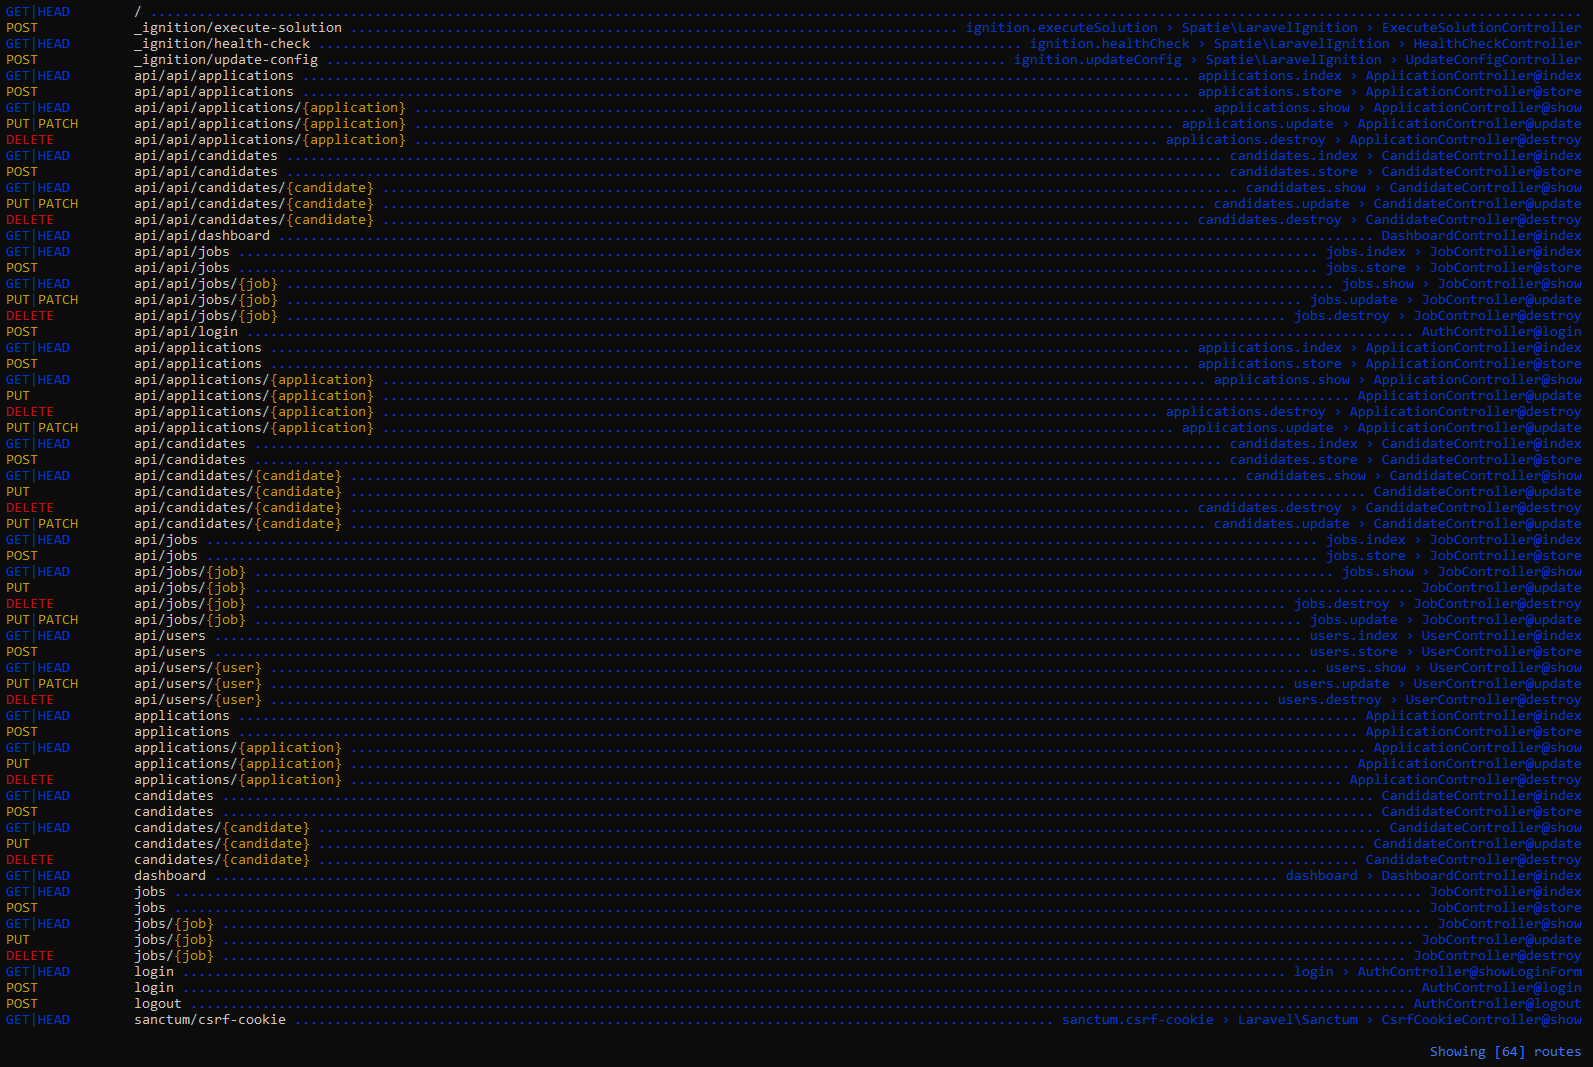 GET|HEAD / ....................................................................................................
POST _ignition/execute-solution .......... ignition.executeSolution › Spatie\LaravelIgnition › ExecuteSolutionController
GET|HEAD _ignition/health-check .......... ignition.healthCheck › Spatie\LaravelIgnition › HealthCheckController
POST _ignition/update-config .......... ignition.updateConfig › Spatie\LaravelIgnition › UpdateConfigController
GET|HEAD api/api/applications .......... applications.index › ApplicationController@index
POST api/api/applications .......... applications.store › ApplicationController@store
GET|HEAD api/api/applications/{application} .......... applications.show › ApplicationController@show
PUT|PATCH api/api/applications/{application} .......... applications.update › ApplicationController@update
DELETE api/api/applications/{application} .......... applications.destroy › ApplicationController@destroy
GET|HEAD api/api/candidates .......... candidates.index › CandidateController@index
POST api/api/candidates .......... candidates.store › CandidateController@store
GET|HEAD api/api/candidates/{candidate} .......... candidates.show › CandidateController@show
PUT|PATCH api/api/candidates/{candidate} .......... candidates.update › CandidateController@update
DELETE api/api/candidates/{candidate} .......... candidates.destroy › CandidateController@destroy
GET|HEAD api/api/dashboard .......... DashboardController@index
GET|HEAD api/api/jobs .......... jobs.index › JobController@index
POST api/api/jobs .......... jobs.store › JobController@store
GET|HEAD api/api/jobs/{job} .......... jobs.show › JobController@show
PUT|PATCH api/api/jobs/{job} .......... jobs.update › JobController@update
DELETE api/api/jobs/{job} .......... jobs.destroy › JobController@destroy
POST api/api/login .......... AuthController@login
GET|HEAD api/applications .......... applications.index › ApplicationController@index
POST api/applications .......... applications.store › ApplicationController@store
GET|HEAD api/applications/{application} .......... applications.show › ApplicationController@show
PUT api/applications/{application} .......... ApplicationController@update
DELETE api/applications/{application} .......... applications.destroy › ApplicationController@destroy
PUT|PATCH api/applications/{application} .......... applications.update › ApplicationController@update
GET|HEAD api/candidates .......... candidates.index › CandidateController@index
POST api/candidates .......... candidates.store › CandidateController@store
GET|HEAD api/candidates/{candidate} .......... candidates.show › CandidateController@show
PUT api/candidates/{candidate} .......... CandidateController@update
DELETE api/candidates/{candidate} .......... candidates.destroy › CandidateController@destroy
PUT|PATCH api/candidates/{candidate} .......... candidates.update › CandidateController@update
GET|HEAD api/jobs .......... jobs.index › JobController@index
POST api/jobs .......... jobs.store › JobController@store
GET|HEAD api/jobs/{job} .......... jobs.show › JobController@show
PUT api/jobs/{job} .......... JobController@update
DELETE api/jobs/{job} .......... jobs.destroy › JobController@destroy
PUT|PATCH api/jobs/{job} .......... jobs.update › JobController@update
GET|HEAD api/users .......... users.index › UserController@index
POST api/users .......... users.store › UserController@store
GET|HEAD api/users/{user} .......... users.show › UserController@show
PUT|PATCH api/users/{user} .......... users.update › UserController@update
DELETE api/users/{user} .......... users.destroy › UserController@destroy
GET|HEAD applications .......... ApplicationController@index
POST applications .......... ApplicationController@store
GET|HEAD applications/{application} .......... ApplicationController@show
PUT applications/{application} .......... ApplicationController@update
DELETE applications/{application} .......... ApplicationController@destroy
GET|HEAD candidates .......... CandidateController@index
POST candidates .......... CandidateController@store
GET|HEAD candidates/{candidate} .......... CandidateController@show
PUT candidates/{candidate} .......... CandidateController@update
DELETE candidates/{candidate} .......... CandidateController@destroy
GET|HEAD dashboard .......... dashboard › DashboardController@index
GET|HEAD jobs .......... JobController@index
POST jobs .......... JobController@store
GET|HEAD jobs/{job} .......... JobController@show
PUT jobs/{job} .......... JobController@update
DELETE jobs/{job} .......... JobController@destroy
GET|HEAD login .......... login › AuthController@showLoginForm
POST login .......... AuthController@login
POST logout .......... AuthController@logout
GET|HEAD sanctum/csrf-cookie .......... sanctum.csrf-cookie › Laravel\Sanctum › CsrfCookieController@show
Showing [64] routes